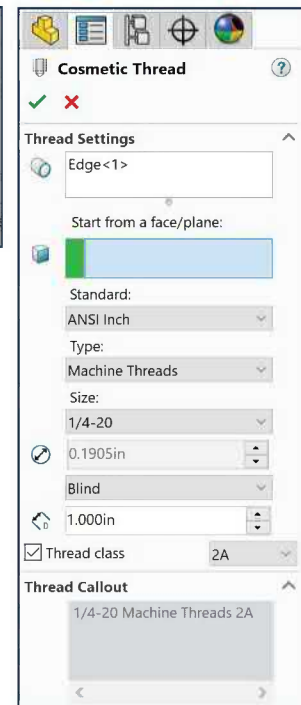 Cosmetic Thread
?
Thread Settings
Edge<1>
Start from a face/plane:
Standard:
ANSI Inch
Type:
Machine Threads
Size:
1/4-20
0.1905in
Blind
1.000in
Thread class 2A
Thread Callout
1/4-20 Machine Threads 2A